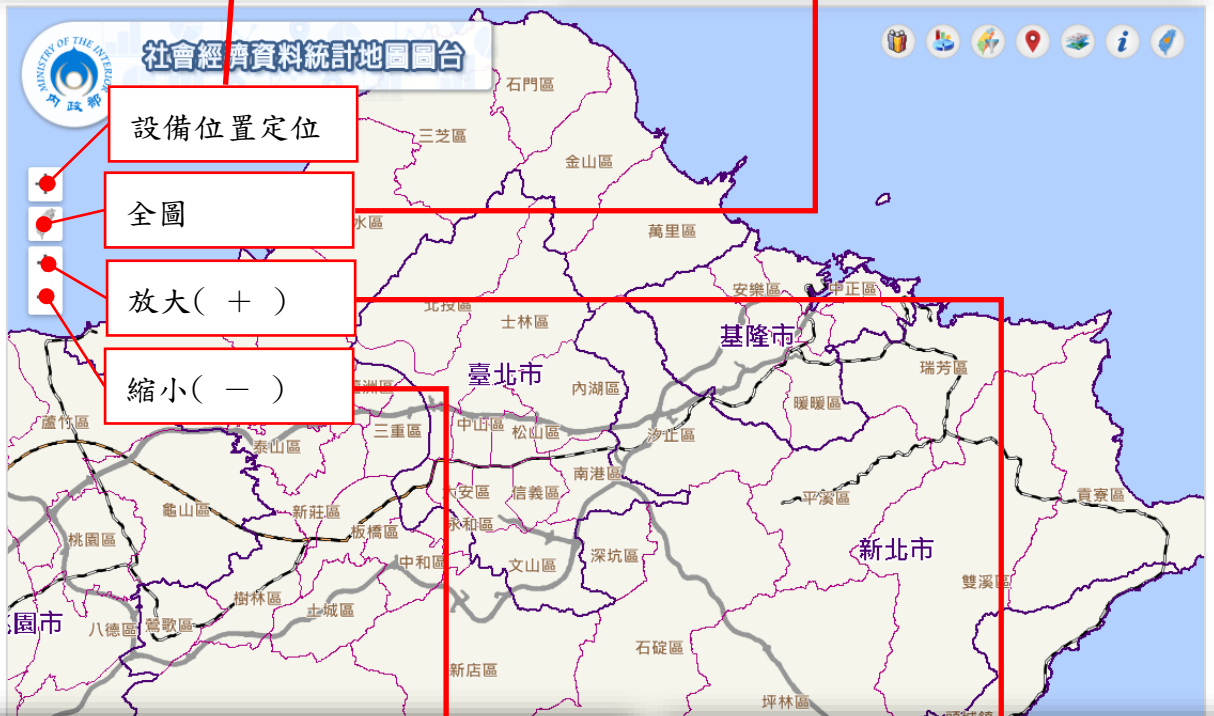 MINISTRY OF THE INTERIOR
內政部
社會經濟資料統計地圖圖台
i
設備位置定位
全圖
放大( ＋ )
縮小( － )
石門區
三芝區
金山區
水區
萬里區
安樂區
中正區
北投區
士林區
基隆市
瑞芳區
臺北市
內湖區
暖暖區
蘆竹區
三重區
中山區
松山區
汐止區
泰山區
南港區
大安區
信義區
平溪區
貢寮區
龜山區
新莊區
永和區
板橋區
桃園區
中和區
文山區
深坑區
新北市
雙溪區
樹林區
土城區
園市
八德區
鶯歌區
石碇區
新店區
坪林區